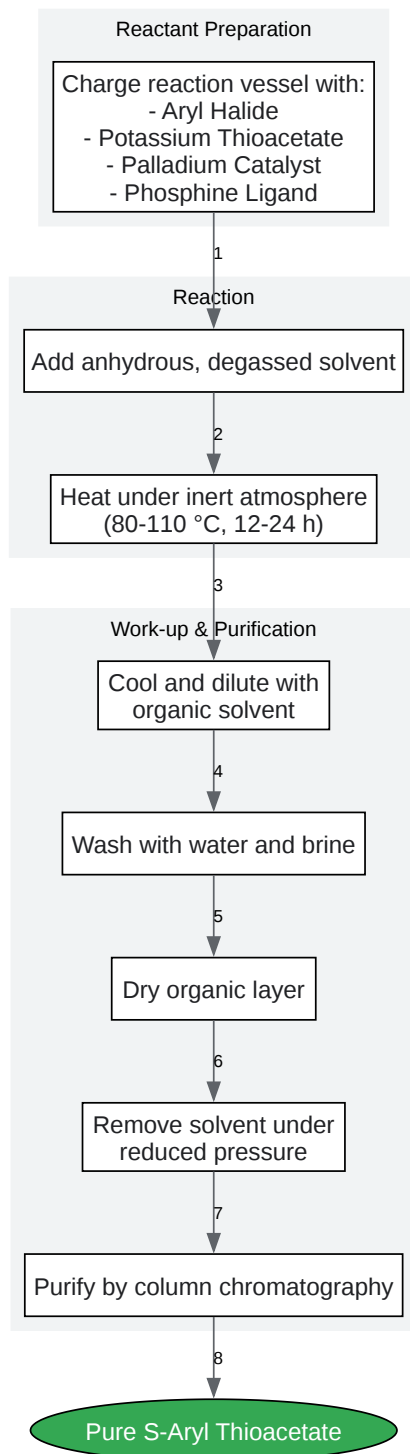 Reactant Preparation
Charge reaction vessel with:
- Aryl Halide
- Potassium Thioacetate
- Palladium Catalyst
- Phosphine Ligand
1
Reaction
Add anhydrous, degassed solvent
2
Heat under inert atmosphere
(80-110 °C, 12-24 h)
3
Work-up & Purification
Cool and dilute with
organic solvent
4
Wash with water and brine
5
Dry organic layer
6
Remove solvent under
reduced pressure
7
Purify by column chromatography
8
Pure S-Aryl Thioacetate